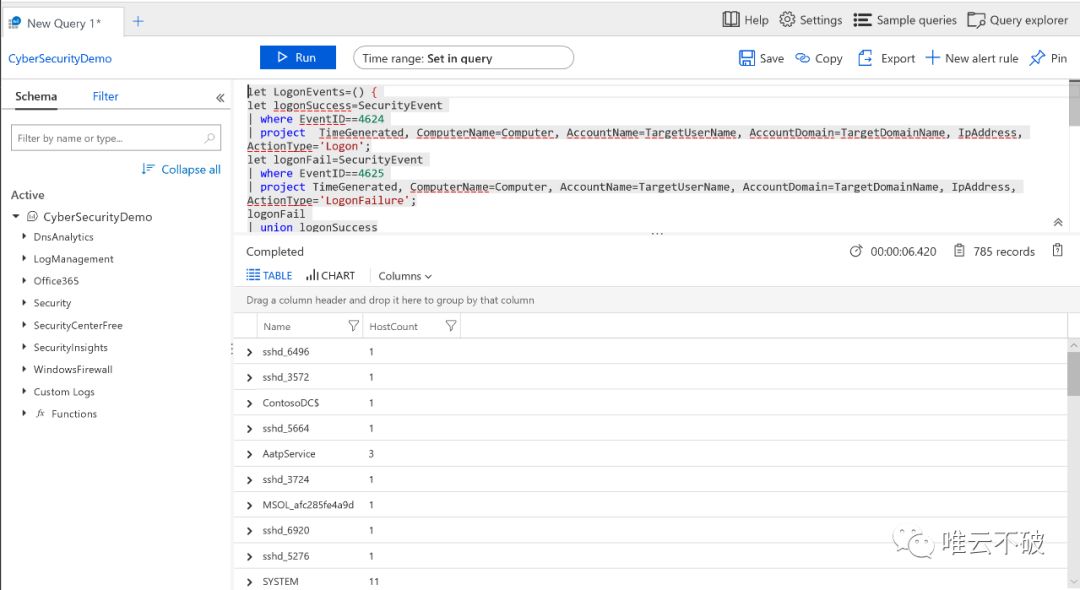 New Query 1*
+
Help
Settings
Sample queries
Query explorer
CyberSecurityDemo
Run
Time range: Set in query
Save
Copy
Export
New alert rule
Pin
Schema
Filter
Filter by name or type...
Collapse all
Active
CyberSecurityDemo
DnsAnalytics
LogManagement
Office365
Security
SecurityCenterFree
SecurityInsights
WindowsFirewall
Custom Logs
fx Functions
let LogonEvents=() {
let logonSuccess=SecurityEvent
| where EventID==4624
| project  TimeGenerated, ComputerName=Computer, AccountName=TargetUserName, AccountDomain=TargetDomainName, IpAddress,
ActionType='Logon';
let logonFail=SecurityEvent
| where EventID==4625
| project TimeGenerated, ComputerName=Computer, AccountName=TargetUserName, AccountDomain=TargetDomainName, IpAddress,
ActionType='LogonFailure';
logonFail
| union logonSuccess
Completed
00:00:06.420
785 records
TABLE
CHART
Columns
Drag a column header and drop it here to group by that column
Name HostCount
sshd_6496 1
sshd_3572 1
ContosoDC$ 1
sshd_5664 1
AatpService 3
sshd_3724 1
MSOL_afc285fe4a9d 1
sshd_6920 1
sshd_5276 1
SYSTEM 11
唯云不破